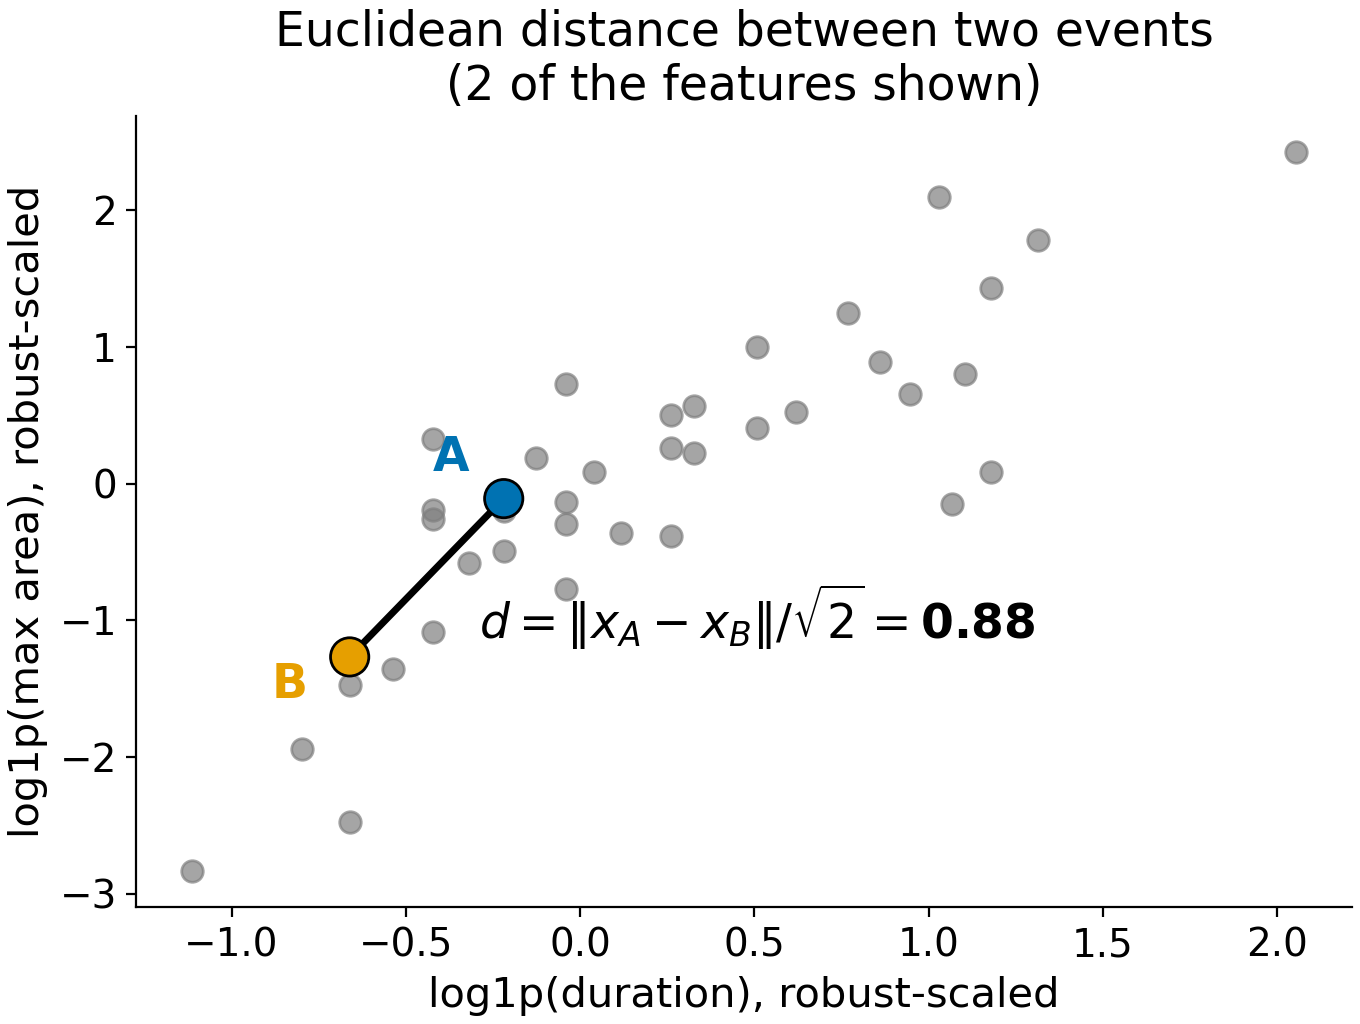 Euclidean distance between two events
(2 of the features shown)
log1p(max area), robust-scaled
2
1
0
−1
−2
−3
A
B
d = ‖x_A − x_B‖/√2 = 0.88
−1.0 −0.5 0.0 0.5 1.0 1.5 2.0
log1p(duration), robust-scaled